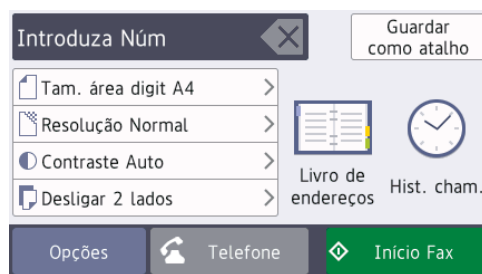 Introduza Núm
Guardar
como atalho
Tam. área digit A4
Resolução Normal
Contraste Auto
Desligar 2 lados
Livro de
endereços
Hist. cham.
Opções
Telefone
Início Fax